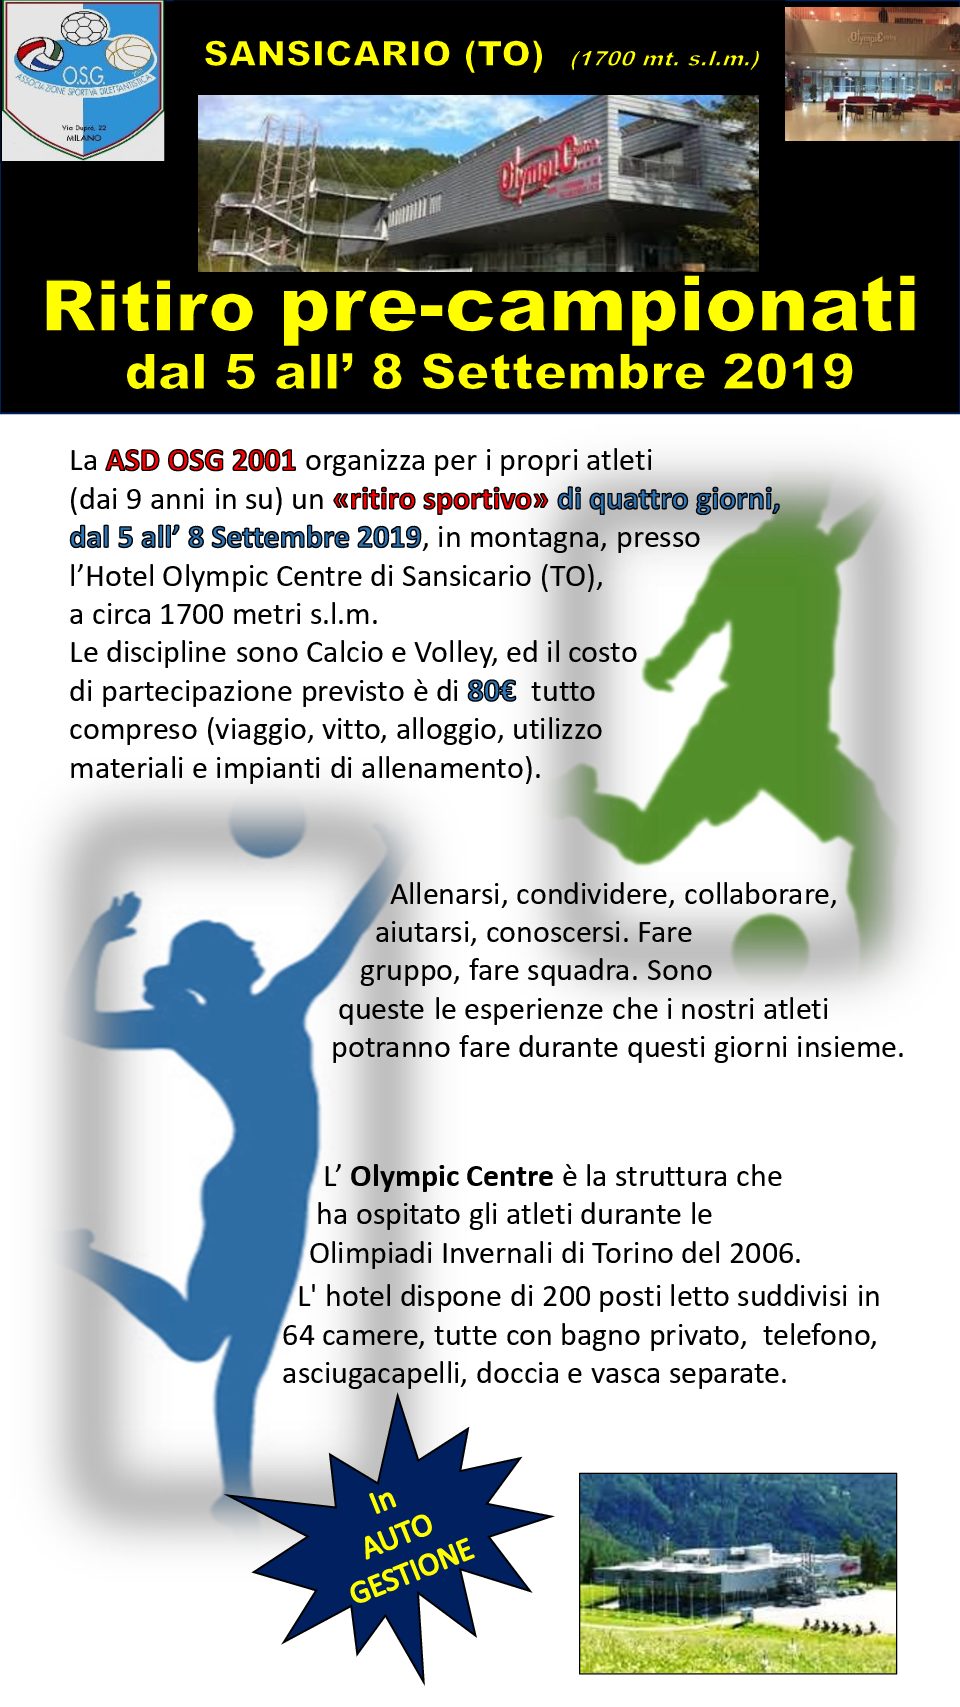 O.S.G.
ASSOCIAZIONE SPORTIVA DILETTANTISTICA
Via Dupré, 22
MILANO
SANSICARIO (TO) (1700 mt. s.l.m.)
OlympiC
Ritiro pre-campionati
dal 5 all’ 8 Settembre 2019
La ASD OSG 2001 organizza per i propri atleti
(dai 9 anni in su) un «ritiro sportivo» di quattro giorni,
dal 5 all’ 8 Settembre 2019, in montagna, presso
l’Hotel Olympic Centre di Sansicario (TO),
a circa 1700 metri s.l.m.
Le discipline sono Calcio e Volley, ed il costo
di partecipazione previsto è di 80€ tutto
compreso (viaggio, vitto, alloggio, utilizzo
materiali e impianti di allenamento).
Allenarsi, condividere, collaborare,
aiutarsi, conoscersi. Fare
gruppo, fare squadra. Sono
queste le esperienze che i nostri atleti
potranno fare durante questi giorni insieme.
L’ Olympic Centre è la struttura che
ha ospitato gli atleti durante le
Olimpiadi Invernali di Torino del 2006.
L' hotel dispone di 200 posti letto suddivisi in
64 camere, tutte con bagno privato, telefono,
asciugacapelli, doccia e vasca separate.
In
AUTO
GESTIONE